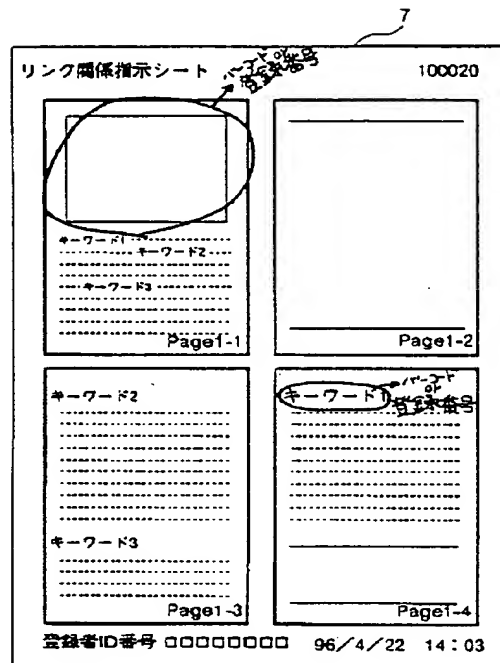 7
リンク関係指示シート 100020
バーコード
or
登録番号
キーワード1
キーワード2
キーワード3
Page1-1
Page1-2
キーワード2
キーワード3
Page1-3
キーワード1
バーコード
or
登録番号
Page1-4
登録者ID番号 □□□□□□□□ 96/4/22 14:03